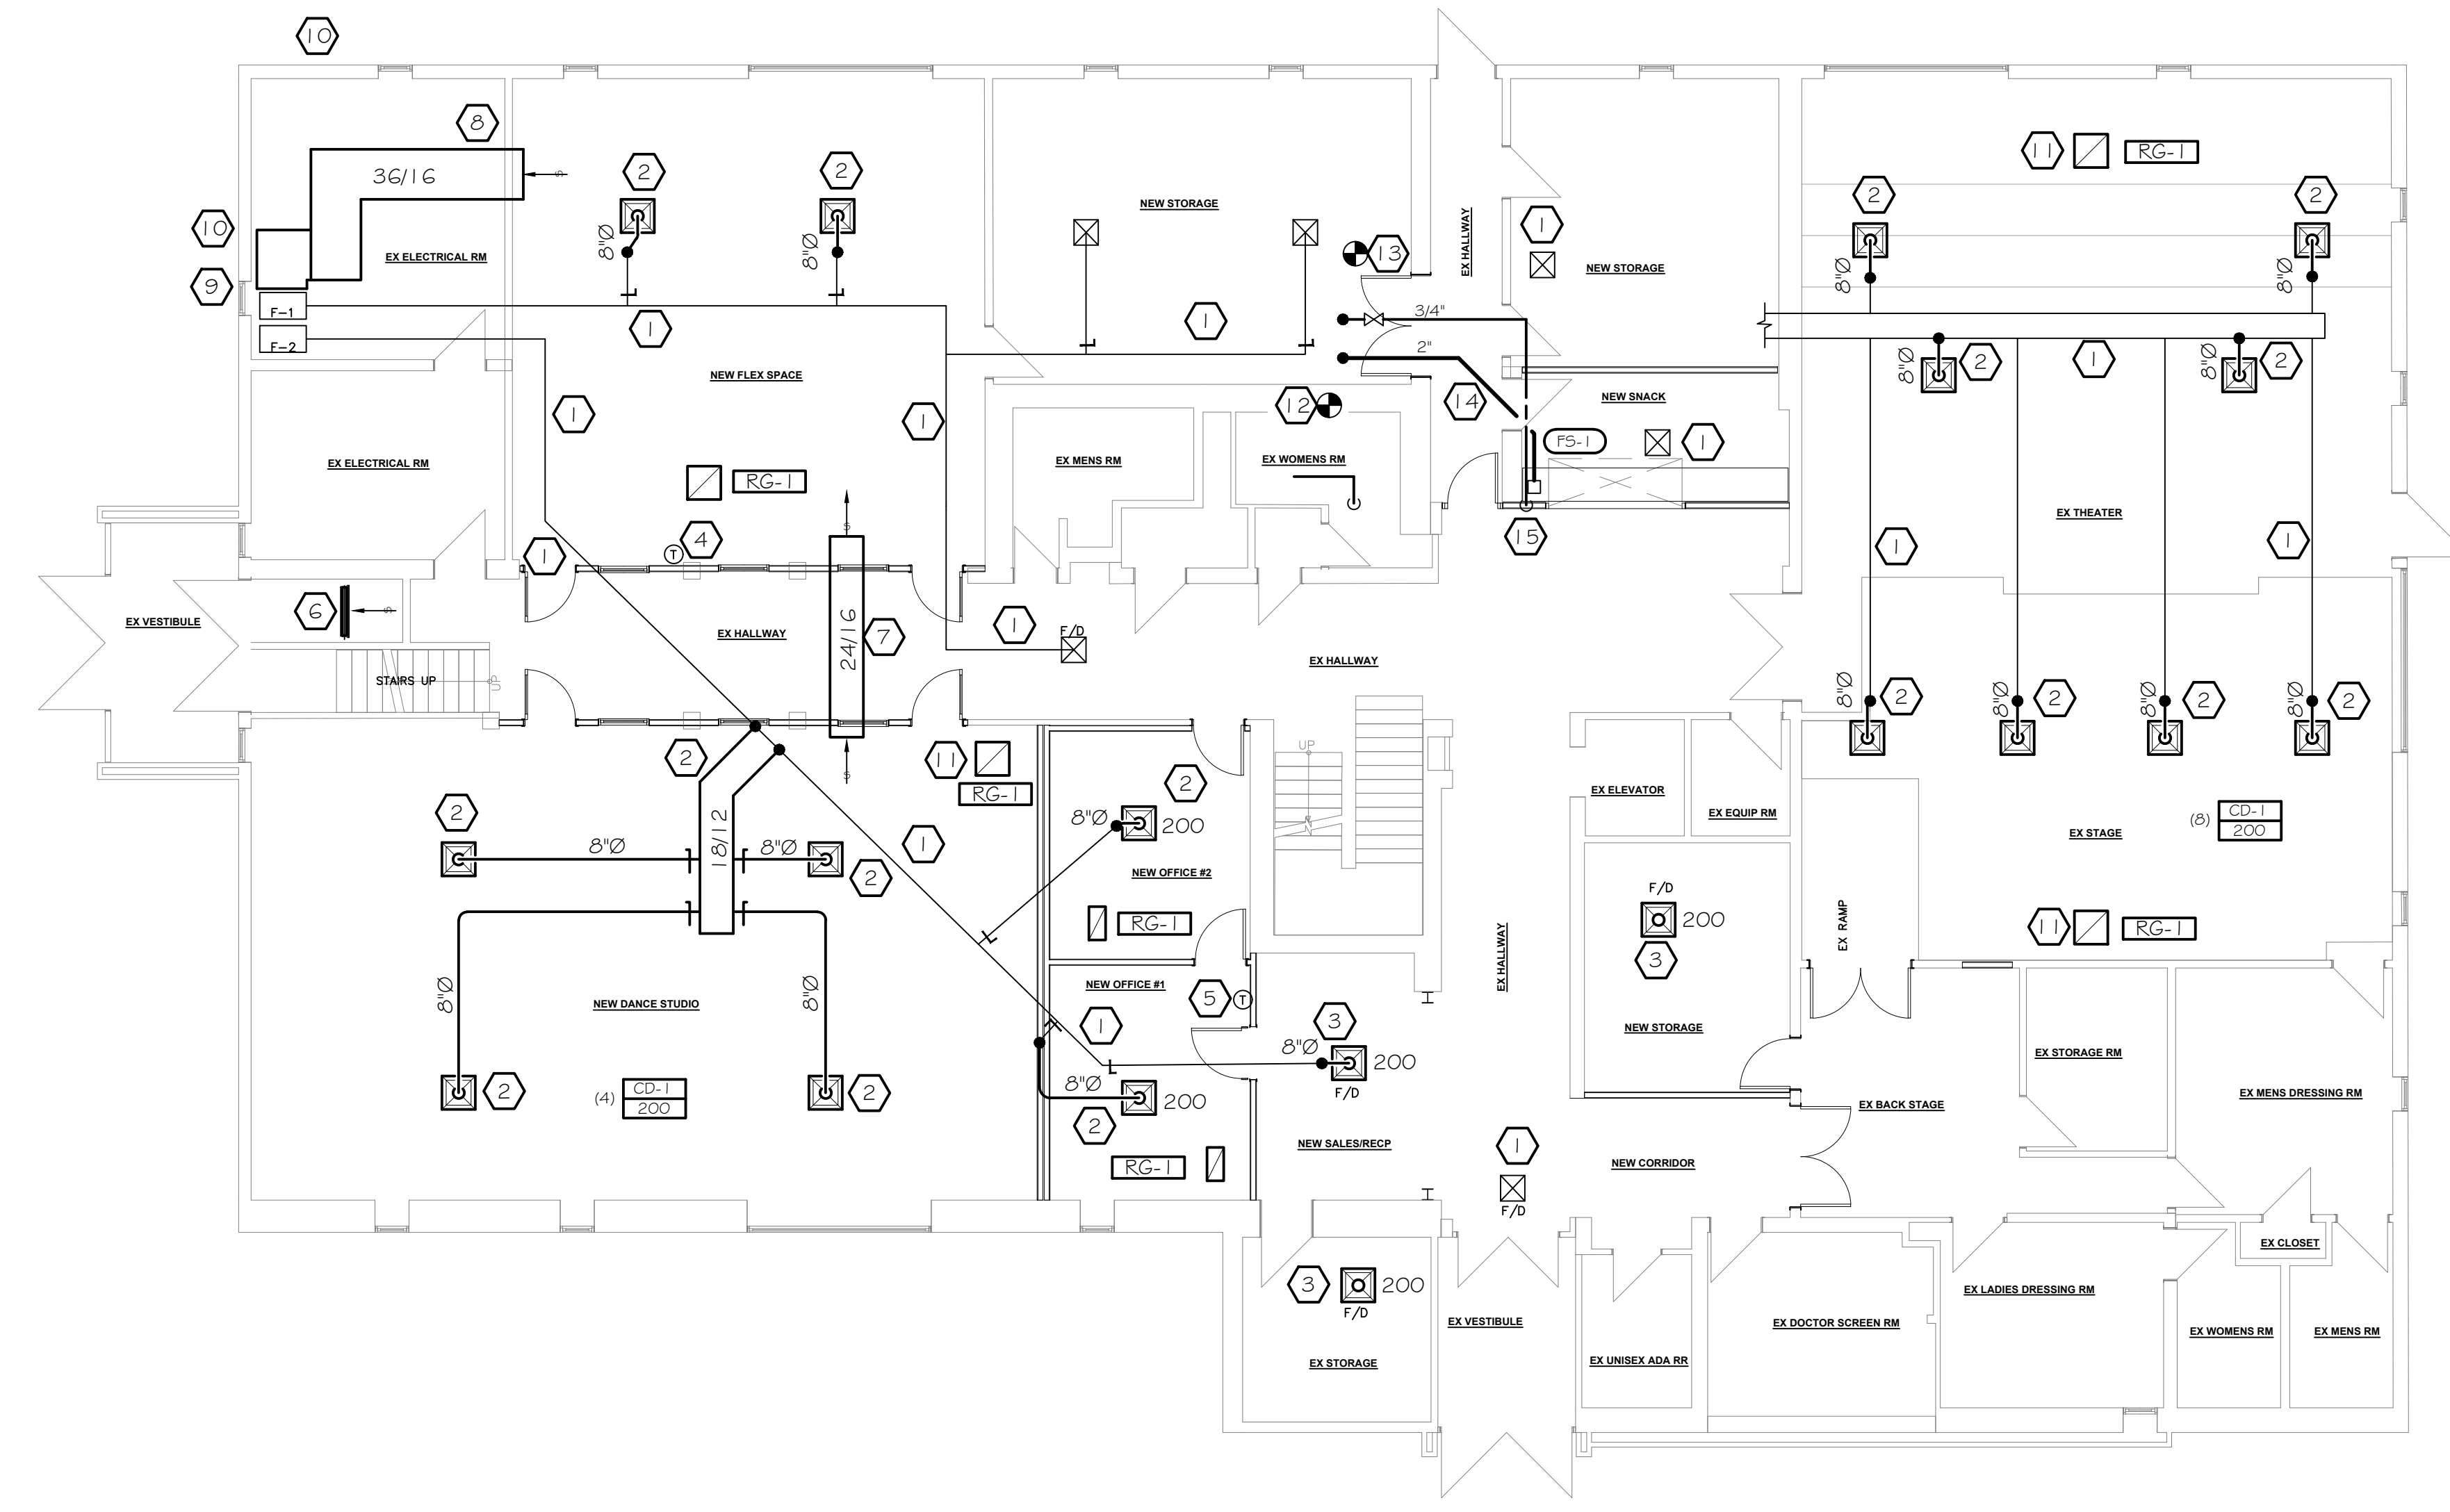 10
8
36/16
S
10
9
EX ELECTRICAL RM
F-1
F-2
2
2
8"Ø
8"Ø
1
NEW FLEX SPACE
1
1
RG-1
4
T
1
EX ELECTRICAL RM
NEW STORAGE
1
13
3/4"
2"
12
14
EX MENS RM
EX WOMENS RM
EX HALLWAY
1
NEW STORAGE
NEW SNACK
FS-1
1
15
11
RG-1
2
2
8"Ø
8"Ø
8"Ø
2
1
8"Ø
2
EX THEATER
1
1
EX VESTIBULE
6
S
STAIRS UP
UP
EX HALLWAY
S
24/16
7
S
1
F/D
EX HALLWAY
8"Ø
2
8"Ø
2
8"Ø
2
8"Ø
2
2
11
RG-1
2
8"Ø
18/12
8"Ø
2
1
2
8"Ø
200
NEW OFFICE #2
RG-1
UP
EX ELEVATOR
EX EQUIP RM
EX STAGE
(8)
CD-1
200
11
RG-1
EX RAMP
F/D
200
3
EX HALLWAY
NEW STORAGE
8"Ø
NEW DANCE STUDIO
8"Ø
2
(4)
CD-1
200
2
NEW OFFICE #1
5
T
1
8"Ø
3
200
F/D
8"Ø
200
2
RG-1
NEW SALES/RECP
1
F/D
NEW CORRIDOR
EX BACK STAGE
EX STORAGE RM
EX MENS DRESSING RM
EX CLOSET
3
200
F/D
EX STORAGE
EX VESTIBULE
EX UNISEX ADA RR
EX DOCTOR SCREEN RM
EX LADIES DRESSING RM
EX WOMENS RM
EX MENS RM